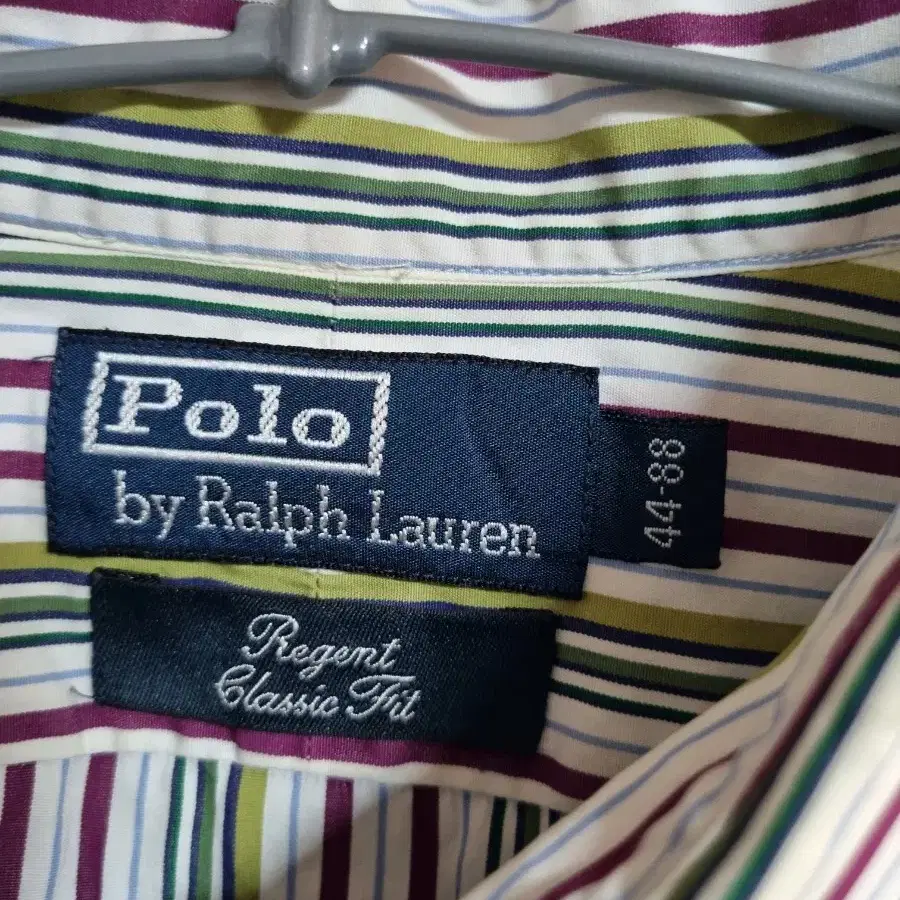 Polo
by Ralph Lauren
44-88
Regent
Classic Fit